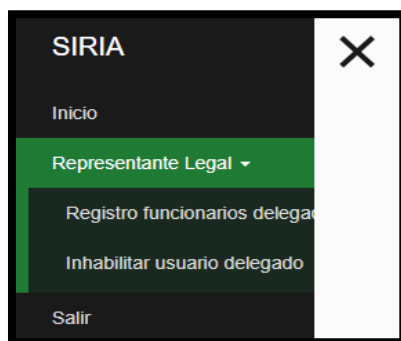 SIRIA
Inicio
Representante Legal
Registro funcionarios delegad
Inhabilitar usuario delegado
Salir